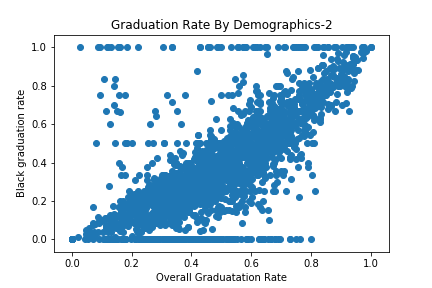 Graduation Rate By Demographics-2
Black graduation rate
1.0
0.8
0.6
0.4
0.2
0.0
0.0 0.2 0.4 0.6 0.8 1.0
Overall Graduatation Rate